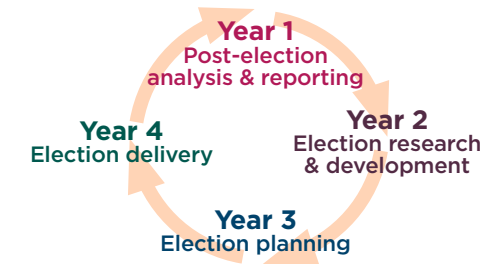 Year 1
Post-election
analysis & reporting
Year 2
Election research
& development
Year 3
Election planning
Year 4
Election delivery